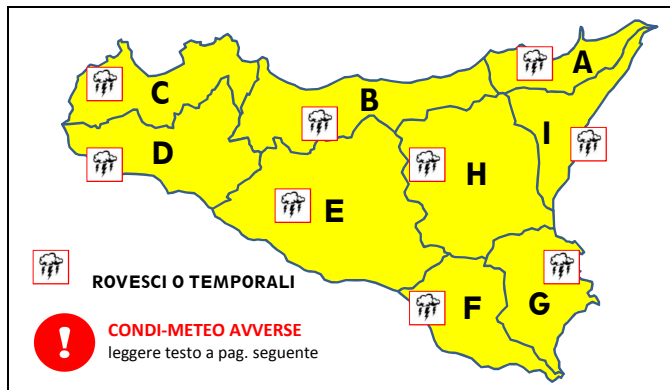 A
C
B
I
D
H
E
F
G
ROVESCI O TEMPORALI
!
CONDI-METEO AVVERSE
leggere testo a pag. seguente